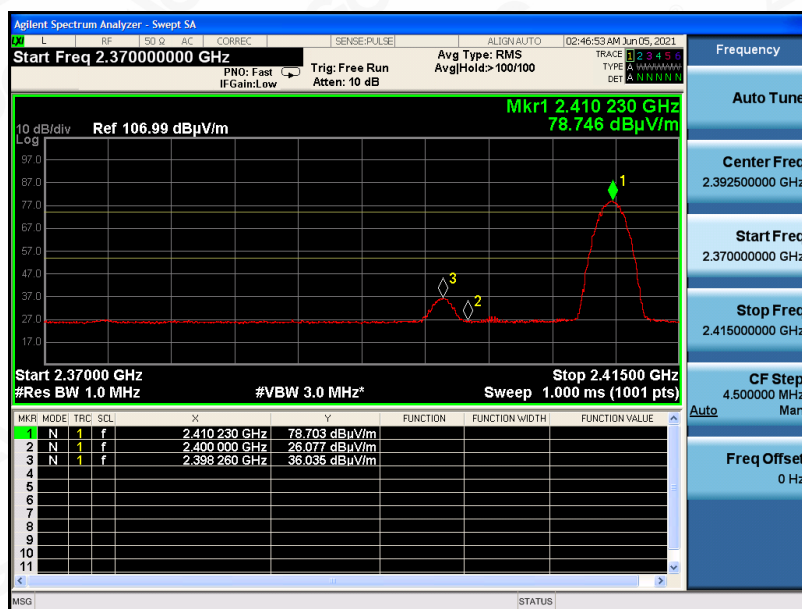 Agilent Spectrum Analyzer - Swept SA
LXI L RF 50 Ω AC CORREC SENSE:PULSE ALIGNAUTO 02:46:53 AM Jun 05, 2021
Start Freq 2.370000000 GHz
PNO: Fast
IFGain:Low
Trig: Free Run
Atten: 10 dB
Avg Type: RMS
Avg|Hold:>100/100
TRACE 1 2 3 4 5 6
TYPE A WWWWW
DET A N N N N N
Mkr1 2.410 230 GHz
78.746 dBµV/m
10 dB/div Ref 106.99 dBµV/m
Log
97.0
87.0
77.0
67.0
57.0
47.0
37.0
27.0
17.0
1
3
2
Start 2.37000 GHz Stop 2.41500 GHz
#Res BW 1.0 MHz #VBW 3.0 MHz* Sweep 1.000 ms (1001 pts)
MKR MODE TRC SCL X Y FUNCTION FUNCTION WIDTH FUNCTION VALUE
1 N 1 f 2.410 230 GHz 78.703 dBµV/m
2 N 1 f 2.400 000 GHz 26.077 dBµV/m
3 N 1 f 2.398 260 GHz 36.035 dBµV/m
4
5
6
7
8
9
10
11
MSG STATUS
Frequency
Auto Tune
Center Freq
2.392500000 GHz
Start Freq
2.370000000 GHz
Stop Freq
2.415000000 GHz
CF Step
4.500000 MHz
Auto Man
Freq Offset
0 Hz